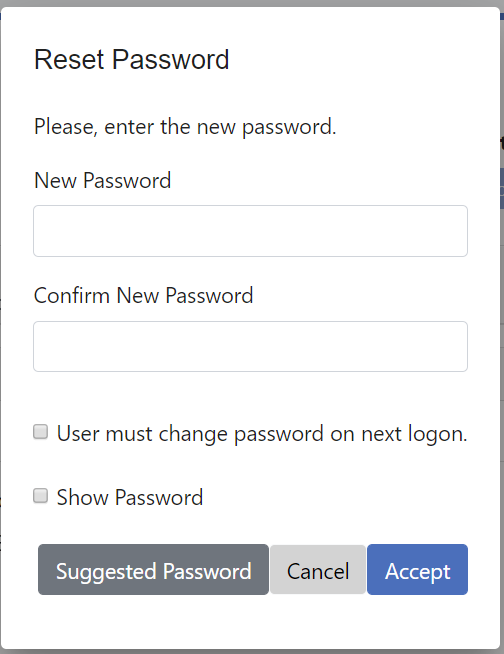 Reset Password
Please, enter the new password.
New Password
Confirm New Password
User must change password on next logon.
Show Password
Suggested Password Cancel Accept